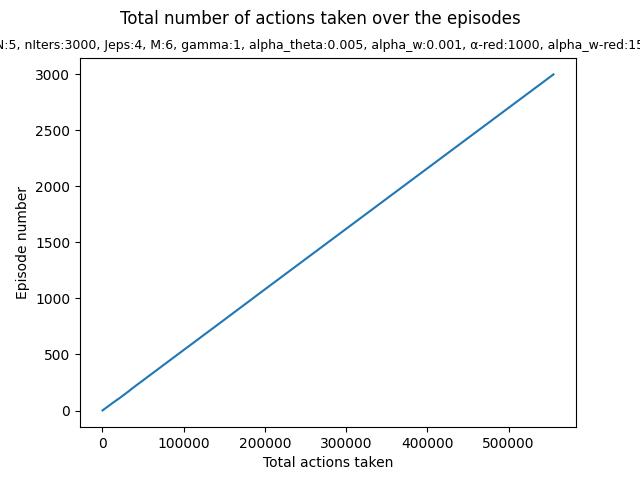 Total number of actions taken over the episodes
N:5, nIters:3000, Jeps:4, M:6, gamma:1, alpha_theta:0.005, alpha_w:0.001, α-red:1000, alpha_w-red:15
3000
2500
2000
1500
1000
500
0
Episode number
0 100000 200000 300000 400000 500000
Total actions taken